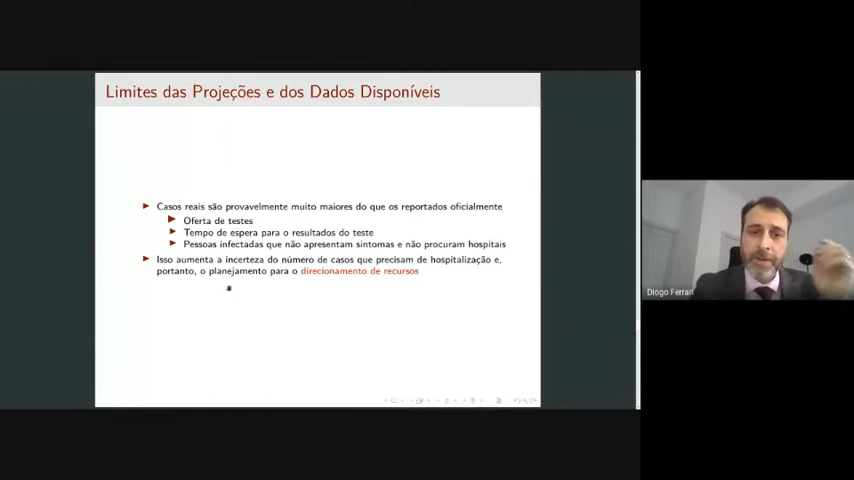 Limites das Projeções e dos Dados Disponíveis
Casos reais são provavelmente muito maiores do que os reportados oficialmente
Oferta de testes
Tempo de espera para o resultados do teste
Pessoas infectadas que não apresentam sintomas e não procuram hospitais
Isso aumenta a incerteza do número de casos que precisam de hospitalização e,
portanto, o planejamento para o direcionamento de recursos
Diogo Ferrari